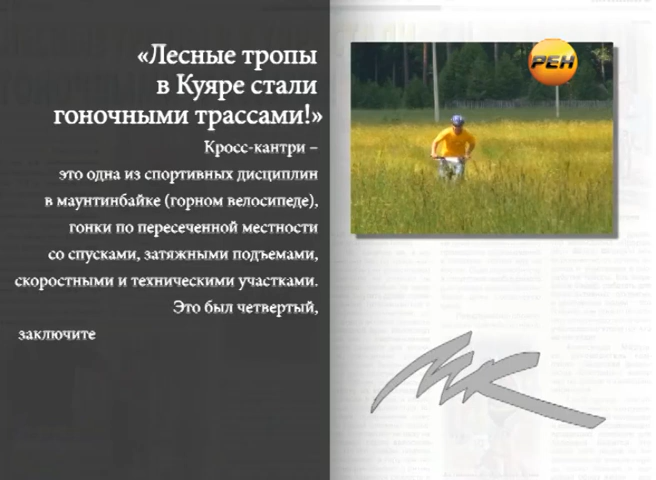 «Лесные тропы
в Куяре стали
гоночными трассами!»
Кросс-кантри –
это одна из спортивных дисциплин
в маунтинбайке (горном велосипеде),
гонки по пересеченной местности
со спусками, затяжными подъемами,
скоростными и техническими участками.
Это был четвертый,
заключите
РЕН
МК